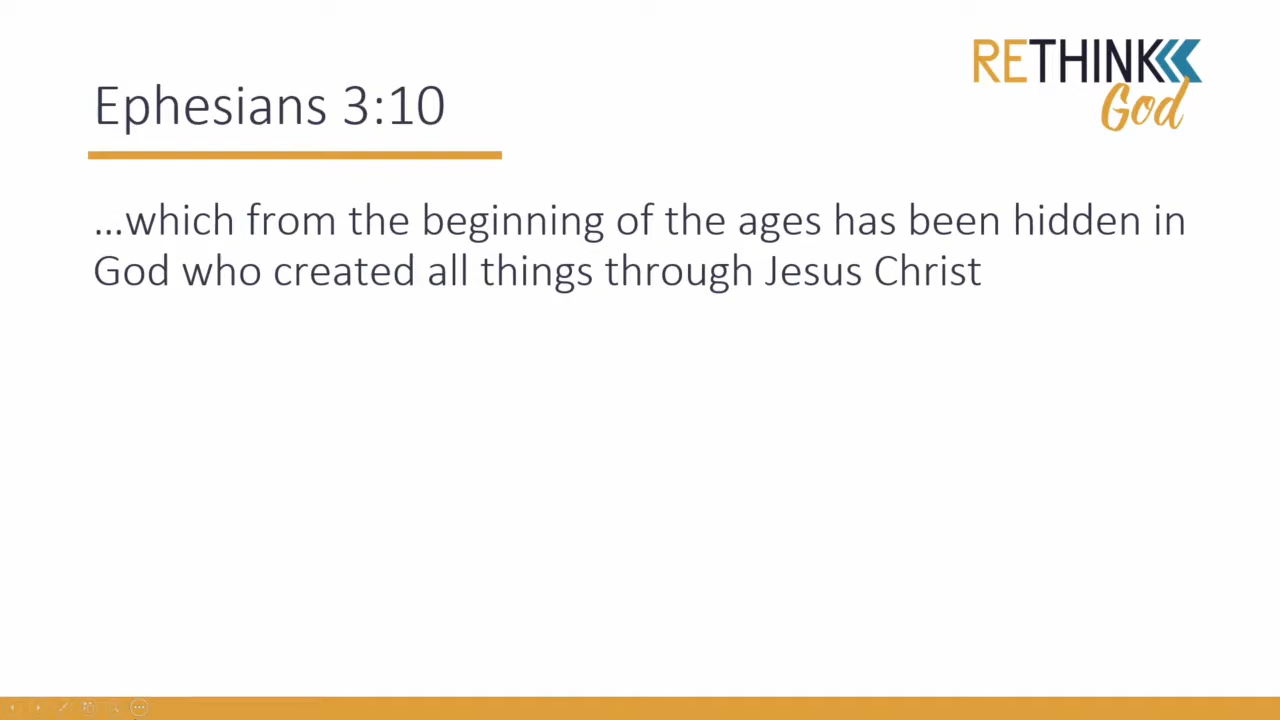 RETHINK
God
Ephesians 3:10
...which from the beginning of the ages has been hidden in
God who created all things through Jesus Christ